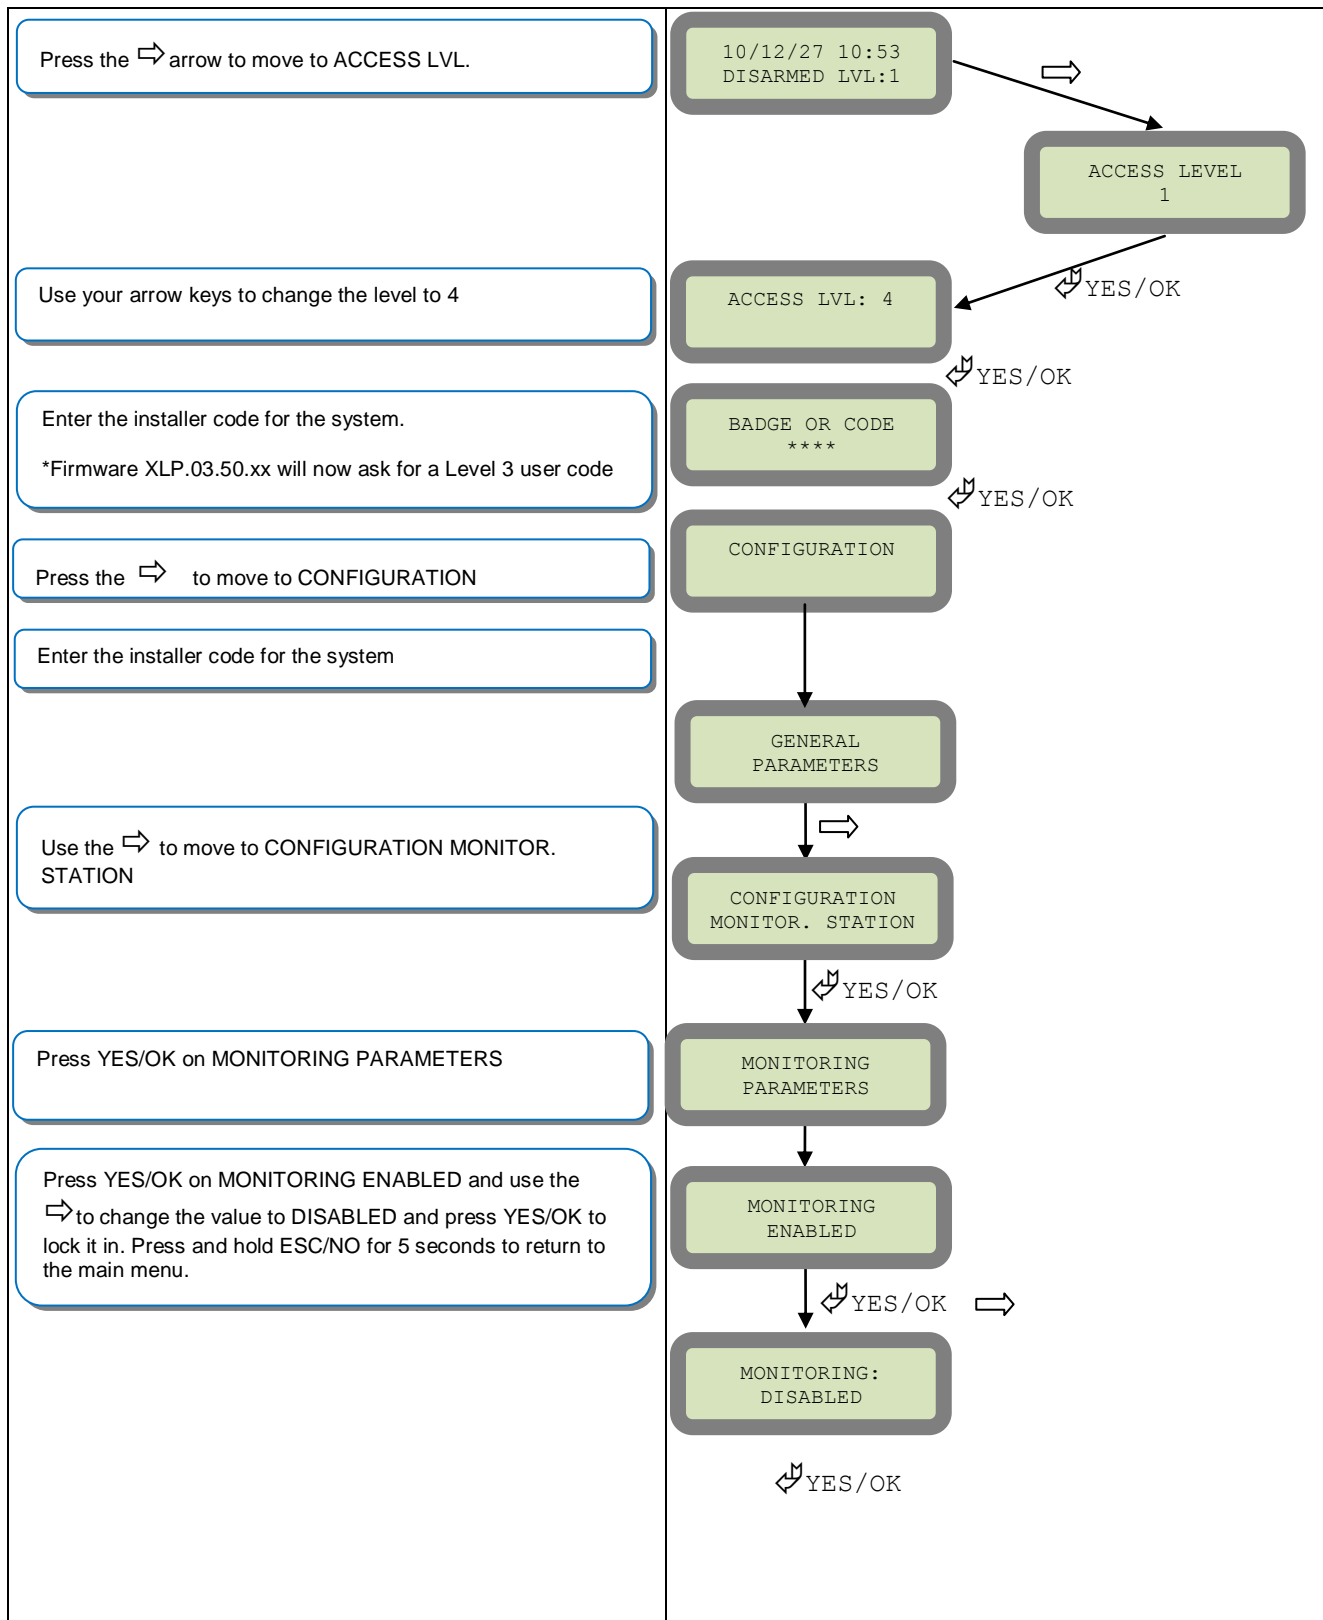 Press the ⇨ arrow to move to ACCESS LVL.
10/12/27 10:53
DISARMED LVL:1
⇨
ACCESS LEVEL
1
YES/OK
Use your arrow keys to change the level to 4
ACCESS LVL: 4
YES/OK
Enter the installer code for the system.
*Firmware XLP.03.50.xx will now ask for a Level 3 user code
BADGE OR CODE
****
YES/OK
Press the ⇨ to move to CONFIGURATION
CONFIGURATION
Enter the installer code for the system
GENERAL
PARAMETERS
⇨
Use the ⇨ to move to CONFIGURATION MONITOR.
STATION
CONFIGURATION
MONITOR. STATION
YES/OK
Press YES/OK on MONITORING PARAMETERS
MONITORING
PARAMETERS
Press YES/OK on MONITORING ENABLED and use the
⇨ to change the value to DISABLED and press YES/OK to
lock it in. Press and hold ESC/NO for 5 seconds to return to
the main menu.
MONITORING
ENABLED
YES/OK ⇨
MONITORING:
DISABLED
YES/OK